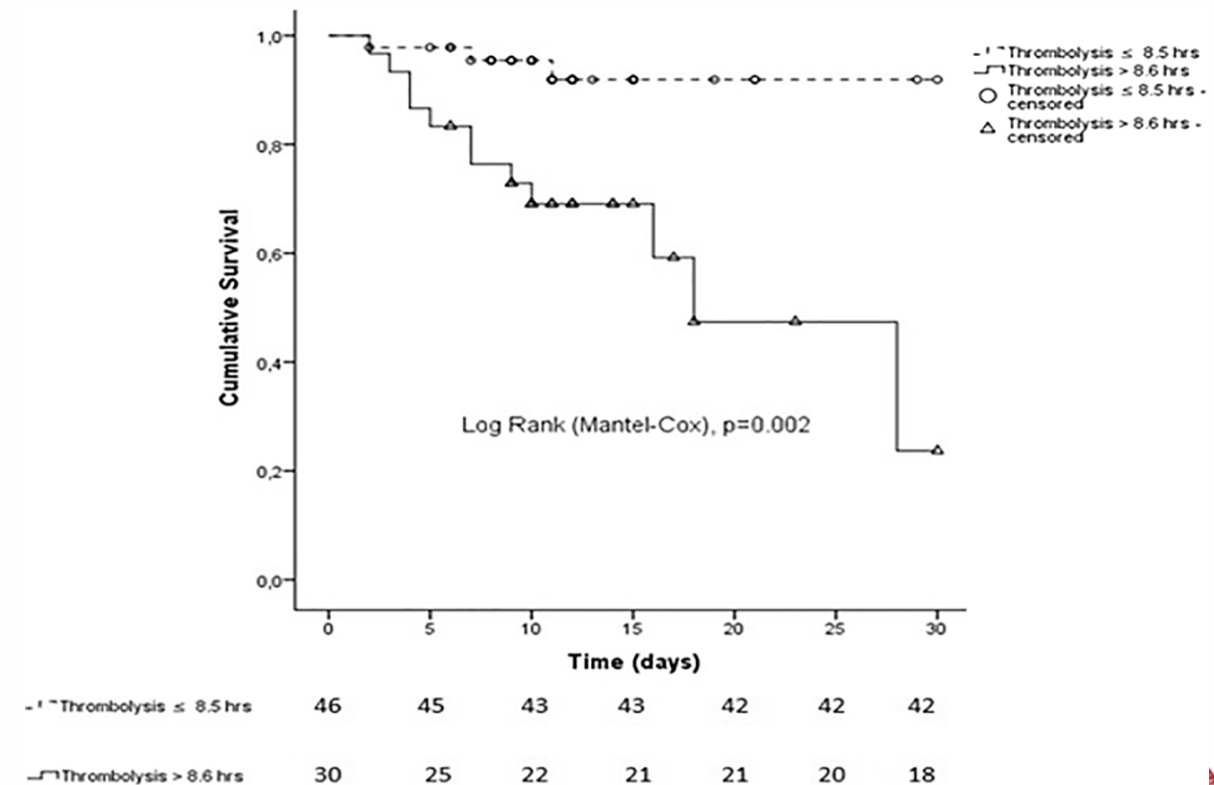 1,0
0,8
0,6
0,4
0,2
0,0
Cumulative Survival
Thrombolysis ≤ 8.5 hrs
Thrombolysis > 8.6 hrs
Thrombolysis ≤ 8.5 hrs -
censored
Thrombolysis > 8.6 hrs -
censored
Log Rank (Mantel-Cox), p=0.002
0 5 10 15 20 25 30
Time (days)
Thrombolysis ≤ 8.5 hrs 46 45 43 43 42 42 42
Thrombolysis > 8.6 hrs 30 25 22 21 21 20 18